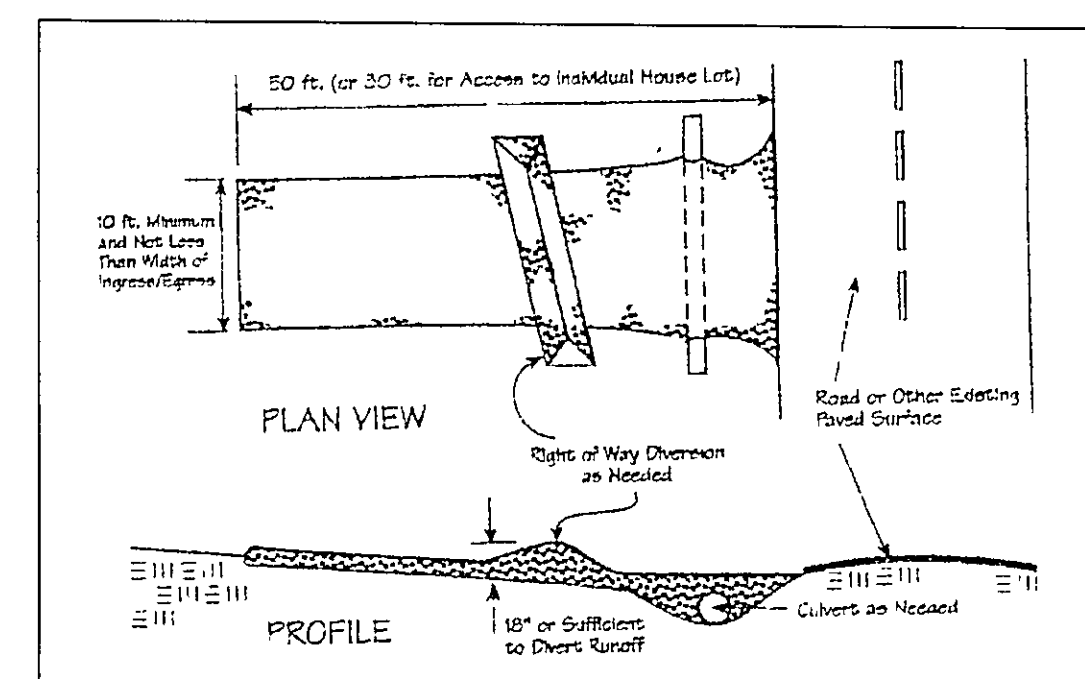 50 ft. (or 30 ft. for Access to Individual House Lot)
10 ft. Minimum
and Not Less
Than Width of
Ingress/Egress
PLAN VIEW
Road or Other Existing
Paved Surface
Right of Way Diversion
as Needed
Culvert as Needed
PROFILE
18" or Sufficient
to Divert Runoff